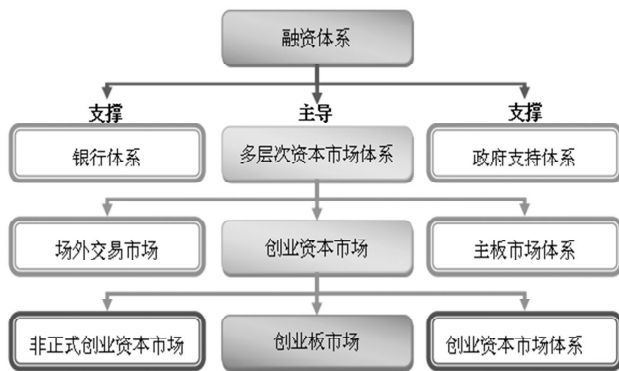 融资体系
支撑 主导 支撑
银行体系 多层次资本市场体系 政府支持体系
场外交易市场 创业资本市场 主板市场体系
非正式创业资本市场 创业板市场 创业资本市场体系